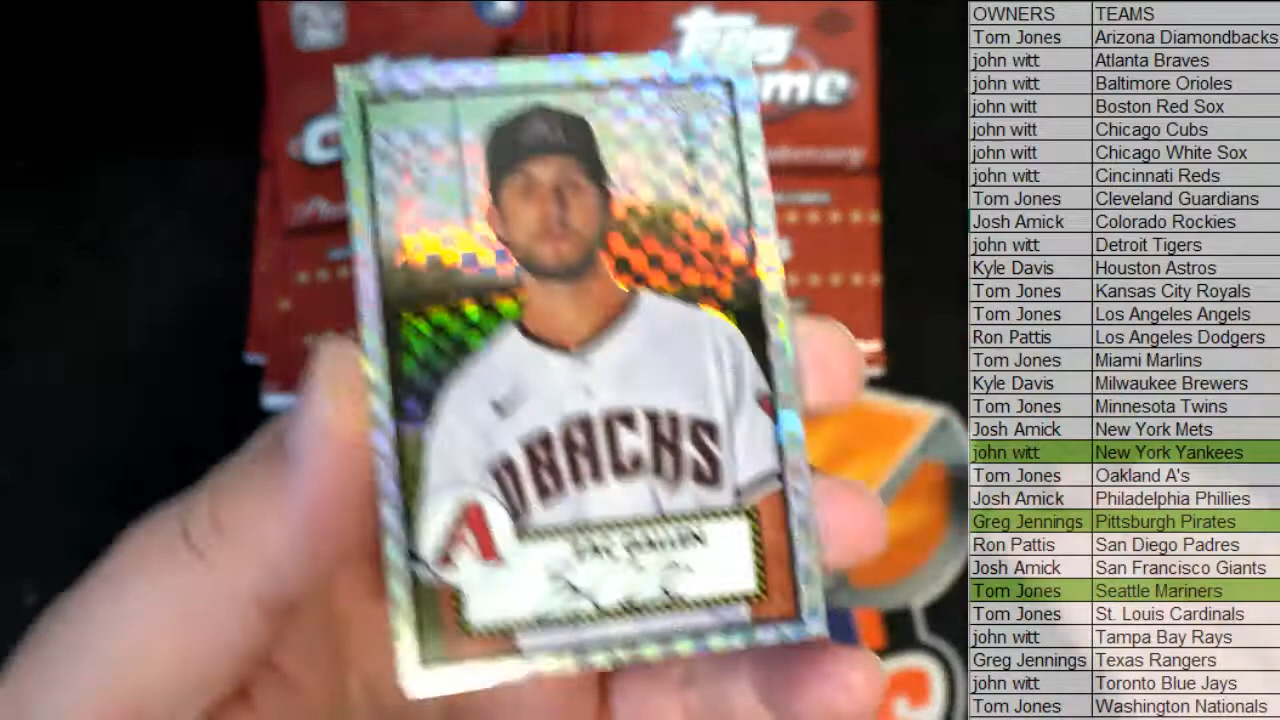 Topps
Chrome
DBACKS
A
ZAC GALLEN
OWNERS TEAMS
Tom Jones Arizona Diamondbacks
john witt Atlanta Braves
john witt Baltimore Orioles
john witt Boston Red Sox
john witt Chicago Cubs
john witt Chicago White Sox
john witt Cincinnati Reds
Tom Jones Cleveland Guardians
Josh Amick Colorado Rockies
john witt Detroit Tigers
Kyle Davis Houston Astros
Tom Jones Kansas City Royals
Tom Jones Los Angeles Angels
Ron Pattis Los Angeles Dodgers
Tom Jones Miami Marlins
Kyle Davis Milwaukee Brewers
Tom Jones Minnesota Twins
Josh Amick New York Mets
john witt New York Yankees
Tom Jones Oakland A's
Josh Amick Philadelphia Phillies
Greg Jennings Pittsburgh Pirates
Ron Pattis San Diego Padres
Josh Amick San Francisco Giants
Tom Jones Seattle Mariners
Tom Jones St. Louis Cardinals
john witt Tampa Bay Rays
Greg Jennings Texas Rangers
john witt Toronto Blue Jays
Tom Jones Washington Nationals